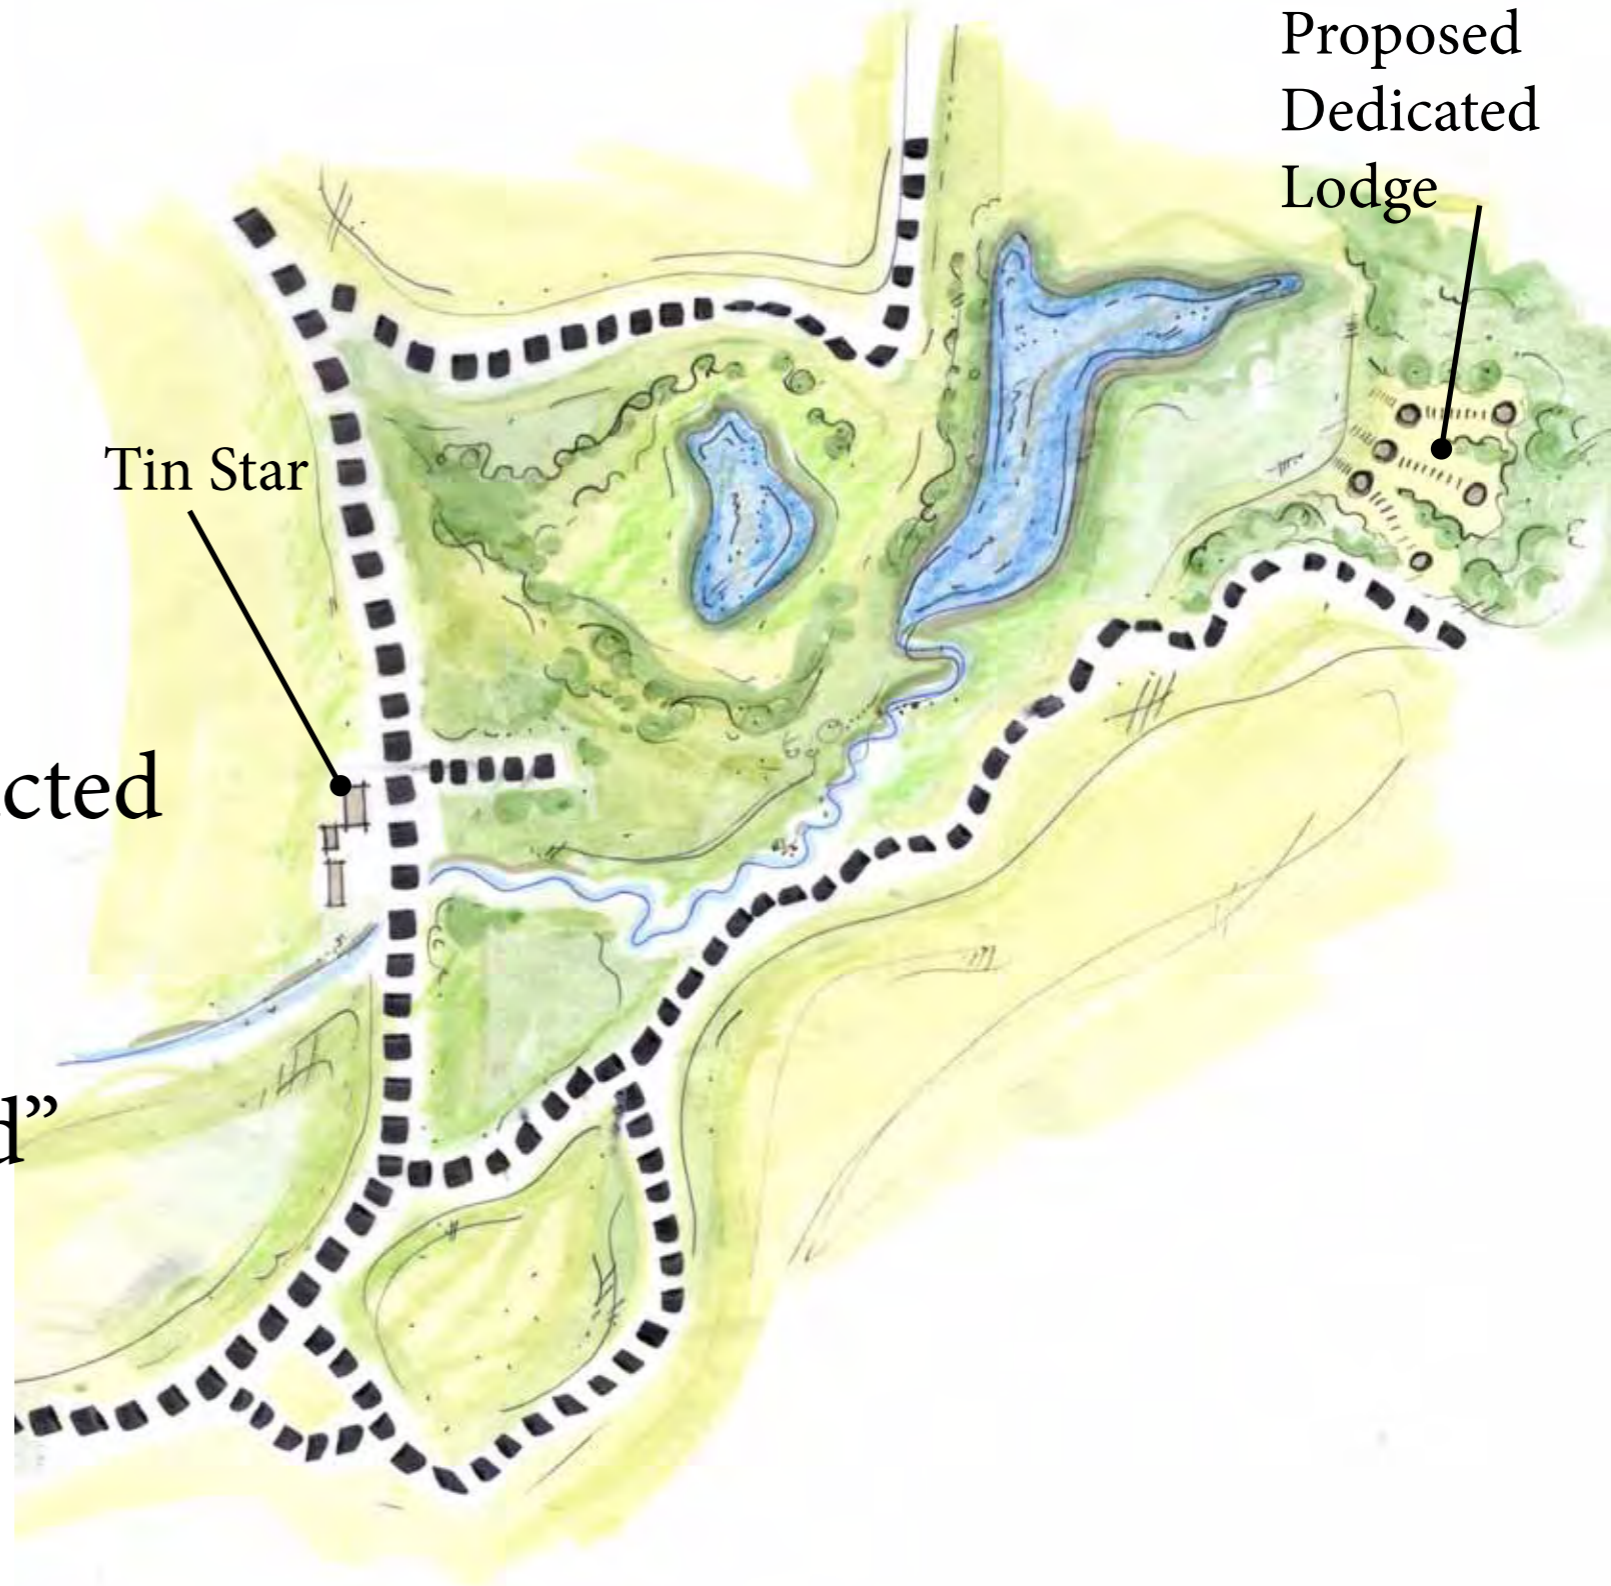 Proposed
Dedicated
Lodge
Tin Star
cted
d”